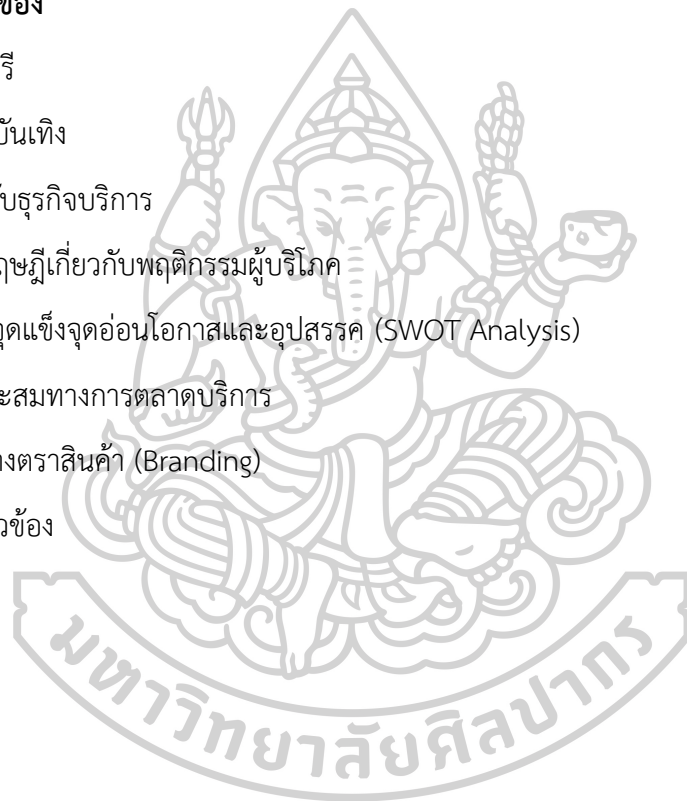 ข้อง
รี
บันเทิง
บธุรกิจบริการ
ฤษฎีเกี่ยวกับพฤติกรรมผู้บริโภค
จุดแข็งจุดอ่อนโอกาสและอุปสรรค (SWOT Analysis)
ะสมทางการตลาดบริการ
งตราสินค้า (Branding)
วข้อง
มหาวิทยาลัยศิลปากร